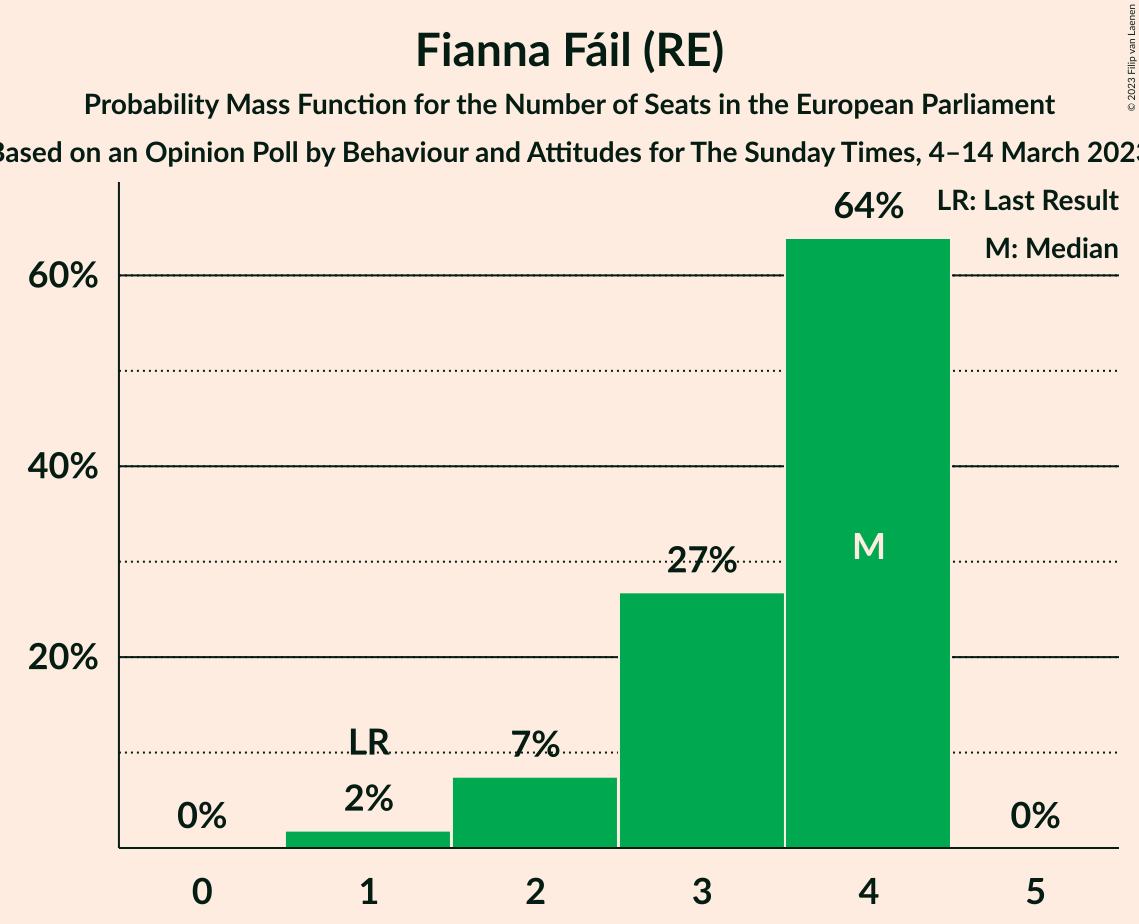 Fianna Fáil (RE)
Probability Mass Function for the Number of Seats in the European Parliament
Based on an Opinion Poll by Behaviour and Attitudes for The Sunday Times, 4–14 March 2023
© 2023 Filip van Laenen
LR: Last Result
M: Median
64%
60%
40%
M
27%
20%
LR
7%
2%
0%
0%
0 1 2 3 4 5